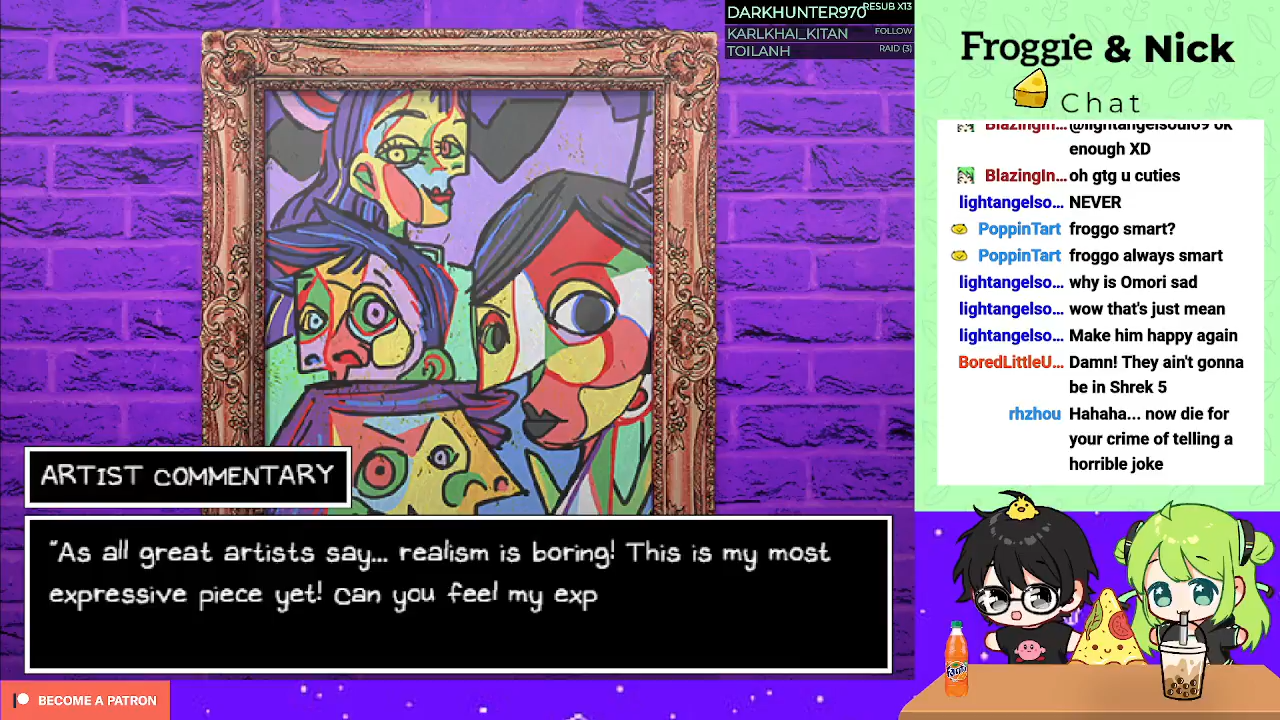 DARKHUNTER970 RESUB X13
KARLKHAI_KITAN FOLLOW
TOILANH RAID (3)
Froggie & Nick
Chat
BlazingIn... @lightangelsoul69 ok
enough XD
BlazingIn... oh gtg u cuties
lightangelso... NEVER
PoppinTart froggo smart?
PoppinTart froggo always smart
lightangelso... why is Omori sad
lightangelso... wow that's just mean
lightangelso... Make him happy again
BoredLittleU... Damn! They ain't gonna
be in Shrek 5
rhzhou Hahaha... now die for
your crime of telling a
horrible joke
ARTIST COMMENTARY
"As all great artists say... realism is boring! This is my most
expressive piece yet! Can you feel my exp
BECOME A PATRON
Fanta